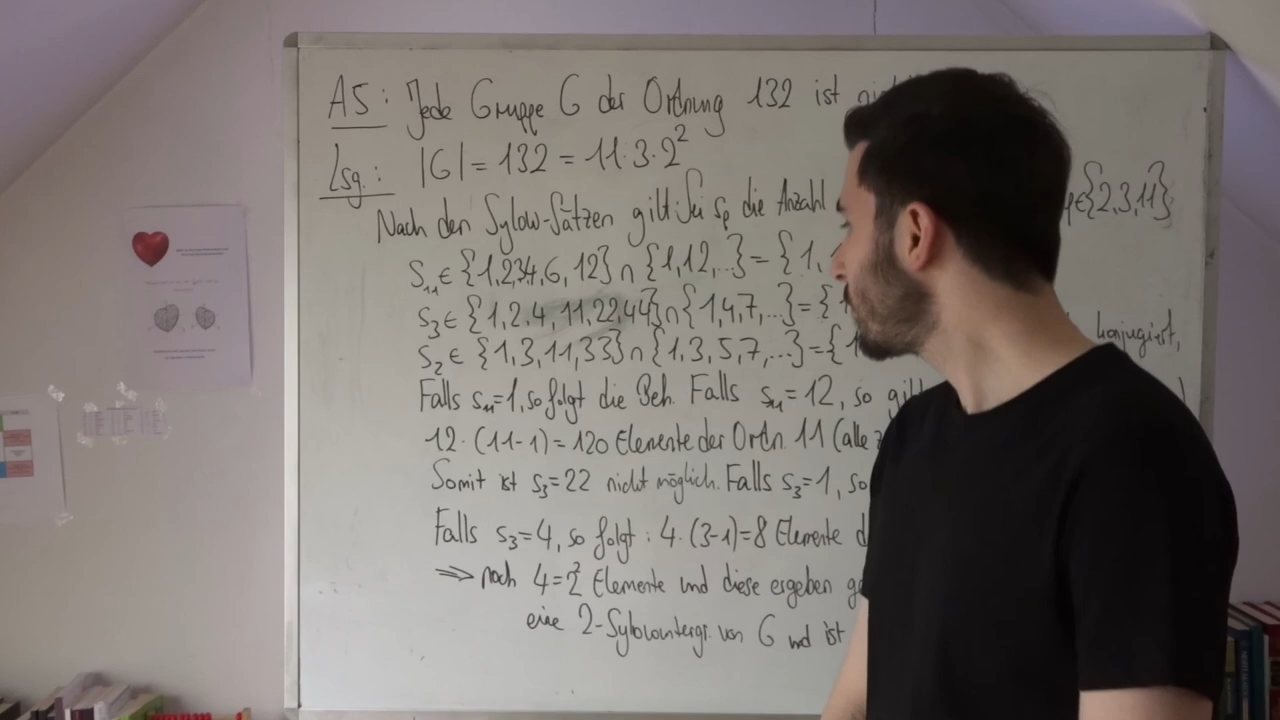 A5: Jede Gruppe G der Ordnung 132 ist
Lsg.: |G| = 132 = 11·3·2²
Nach den Sylow-Sätzen gilt: Sei sₚ die Anzahl p∈{2,3,11}
S₁₁ ∈ {1,2,3,4,6,12} ∩ {1,12,...} = {1,
S₃ ∈ {1,2,4,11,22,44} ∩ {1,4,7,...} = {1
S₂ ∈ {1,3,11,33} ∩ {1,3,5,7,...} = {1 konjugiert,
Falls s₁₁=1, so folgt die Beh. Falls s₁₁=12, so gilt
12·(11-1)=120 Elemente der Ordn. 11 (alle
Somit ist s₃=22 nicht möglich. Falls s₃=1, so
Falls s₃=4, so folgt: 4·(3-1)=8 Elemente
⇒ noch 4=2² Elemente und diese ergeben
eine 2-Sylowuntergr. von G und ist